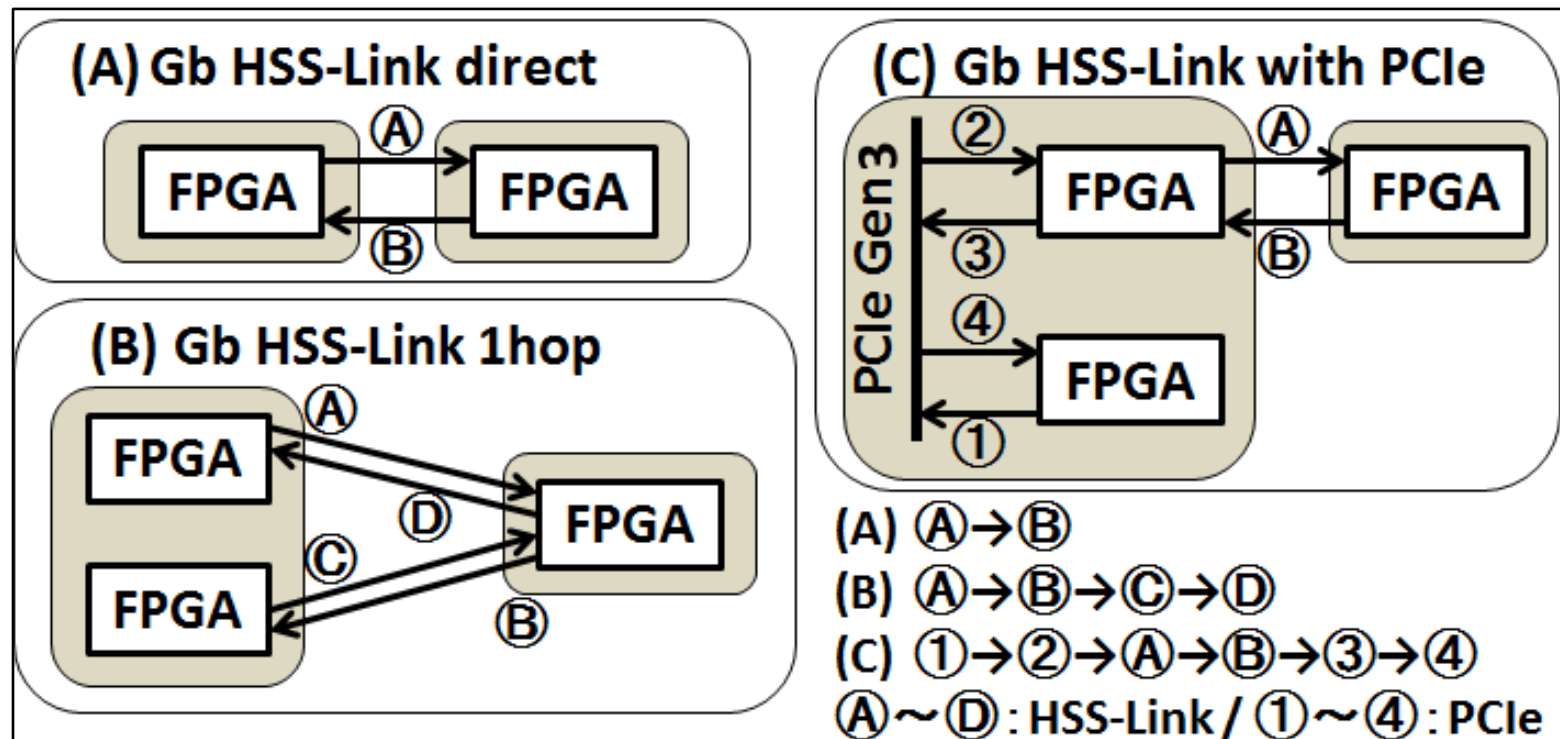 (A) Gb HSS-Link direct
Ⓐ
FPGA
FPGA
Ⓑ
(B) Gb HSS-Link 1hop
Ⓐ
FPGA
Ⓓ
FPGA
Ⓒ
FPGA
Ⓑ
(C) Gb HSS-Link with PCIe
PCIe Gen3
②
Ⓐ
FPGA
FPGA
③
Ⓑ
④
FPGA
①
(A) Ⓐ→Ⓑ
(B) Ⓐ→Ⓑ→Ⓒ→Ⓓ
(C) ①→②→Ⓐ→Ⓑ→③→④
Ⓐ～Ⓓ : HSS-Link / ①～④ : PCIe